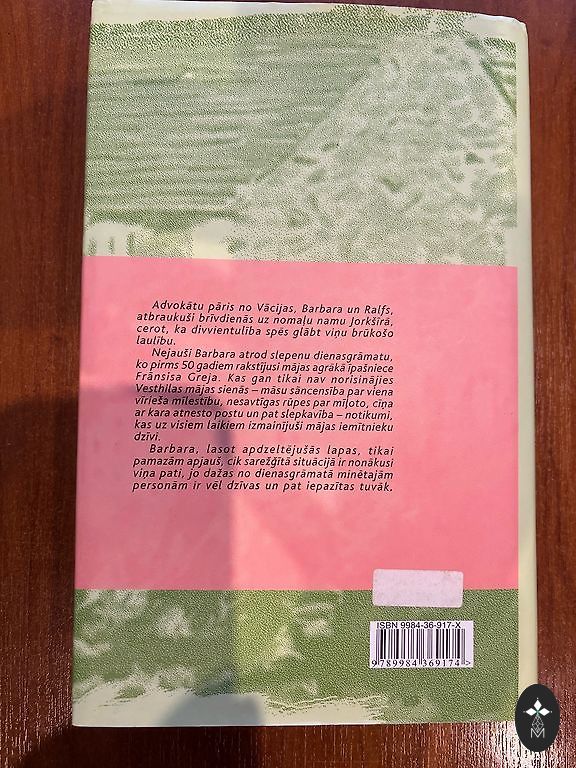 Advokātu pāris no Vācijas, Barbara un Ralfs,
atbraukuši brīvdienās uz nomaļu namu Jorkšīrā,
cerot, ka divvientulība spēs glābt viņu brūkošo
laulību.
Nejauši Barbara atrod slepenu dienasgrāmatu,
ko pirms 50 gadiem rakstījusi mājas agrākā īpašniece
Frānsisa Greja. Kas gan tikai nav norisinājies
Vesthilas mājas sienās – māsu sāncensība par viena
vīrieša mīlestību, nesavtīgas rūpes par mīļoto, cīņa
ar kara atnesto postu un pat slepkavība – notikumi,
kas uz visiem laikiem izmainījuši mājas iemītnieku
dzīvi.
Barbara, lasot apdzeltējušās lapas, tikai
pamazām apjauš, cik sarežģītā situācijā ir nonākusi
viņa pati, jo dažas no dienasgrāmatā minētajām
personām ir vēl dzīvas un pat iepazītas tuvāk.
ISBN 9984-36-917-X
9 789984 369174 >
M